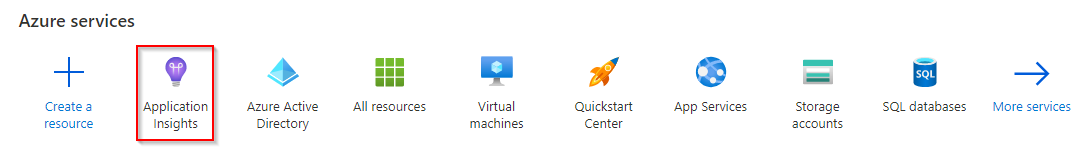 Azure services
Create a
resource
Application
Insights
Azure Active
Directory
All resources
Virtual
machines
Quickstart
Center
App Services
Storage
accounts
SQL
SQL databases
More services